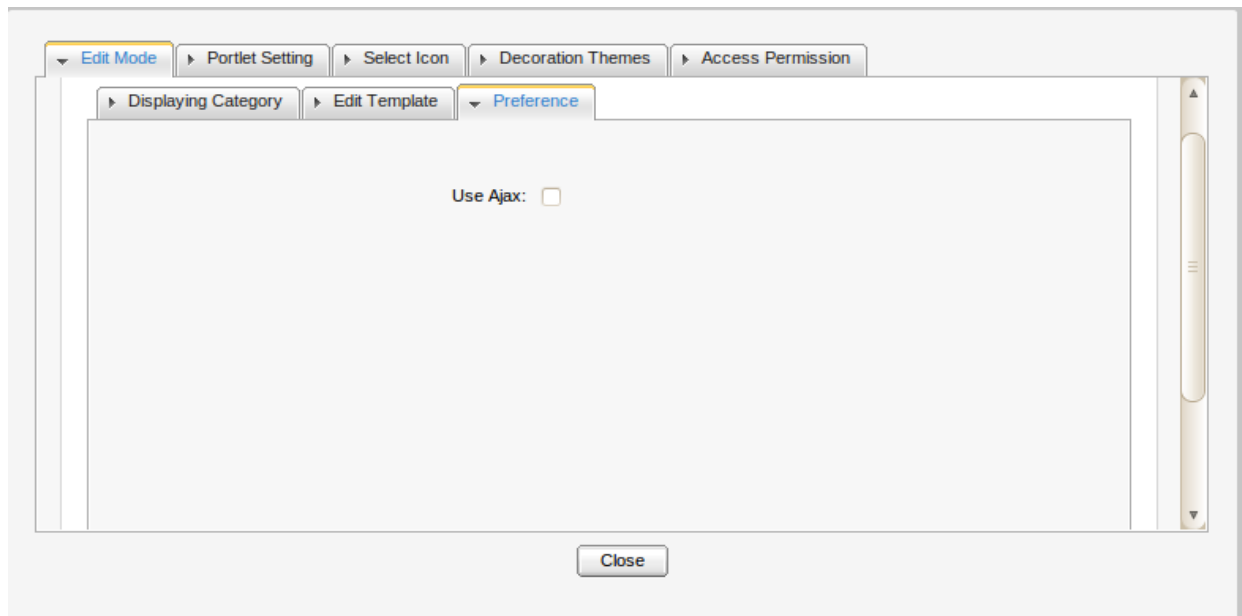 Edit Mode Portlet Setting Select Icon Decoration Themes Access Permission
Displaying Category Edit Template Preference
Use Ajax:
Close